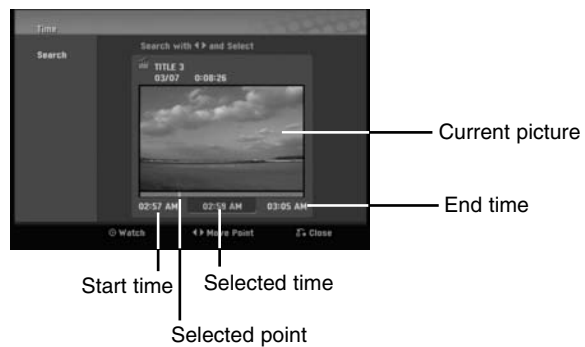 Time
Search
Search with ◀ ▶ and Select
TITLE 3
03/07 0:08:26
Current picture
02:57 AM 02:59 AM 03:05 AM
End time
Watch ◀ ▶ Move Point Close
Start time
Selected time
Selected point